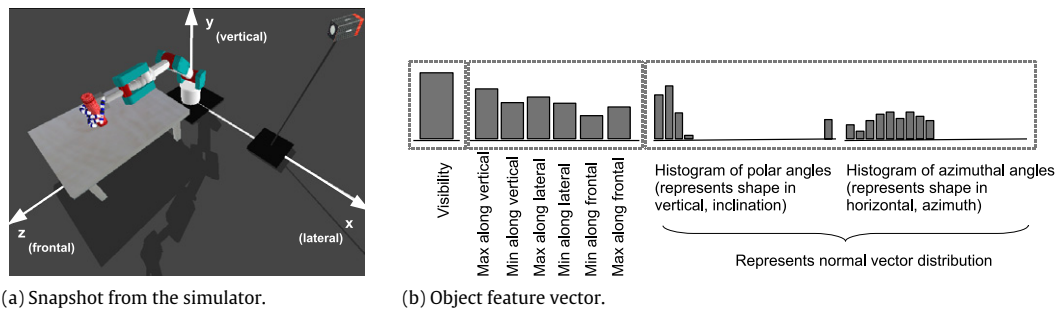 y
(vertical)
z
(frontal)
x
(lateral)
(a) Snapshot from the simulator.
Visibility
Max along vertical
Min along vertical
Max along lateral
Min along lateral
Min along frontal
Max along frontal
Histogram of polar angles
(represents shape in
vertical, inclination)
Histogram of azimuthal angles
(represents shape in
horizontal, azimuth)
Represents normal vector distribution
(b) Object feature vector.